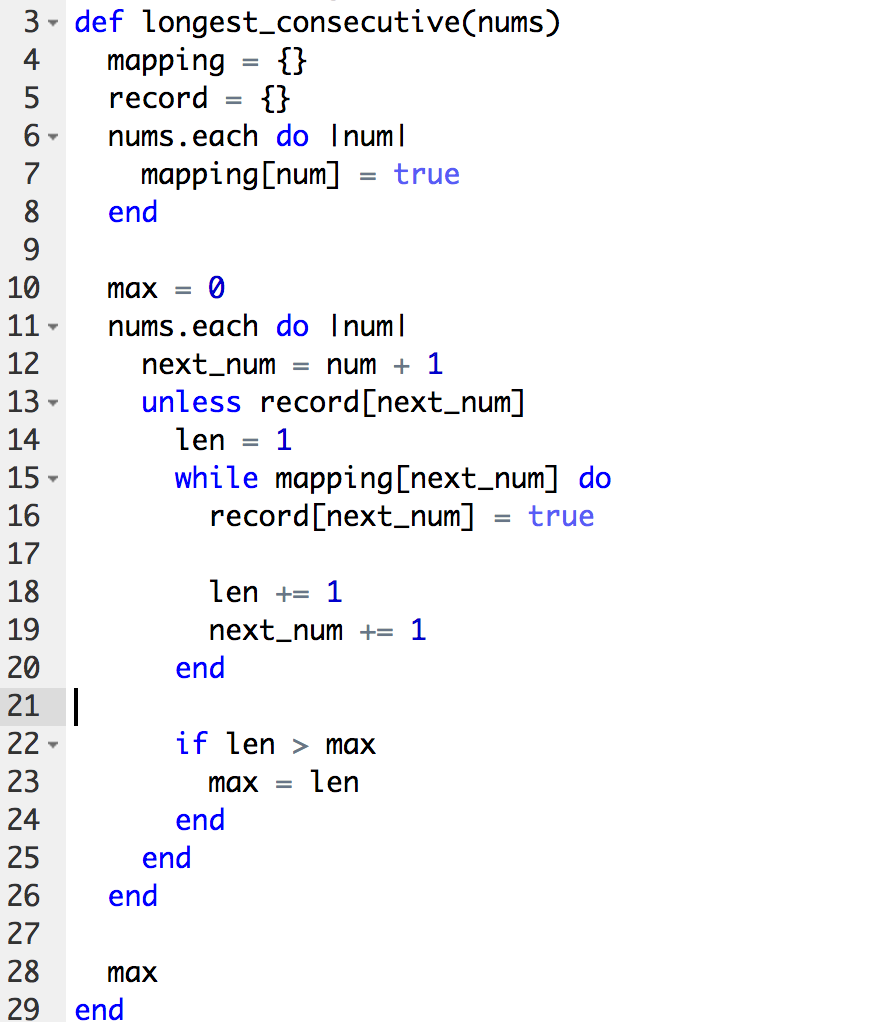 3 def longest_consecutive(nums)
4   mapping = {}
5   record = {}
6   nums.each do |num|
7     mapping[num] = true
8   end
9
10   max = 0
11   nums.each do |num|
12     next_num = num + 1
13     unless record[next_num]
14       len = 1
15       while mapping[next_num] do
16         record[next_num] = true
17
18         len += 1
19         next_num += 1
20       end
21
22       if len > max
23         max = len
24       end
25     end
26   end
27
28   max
29 end